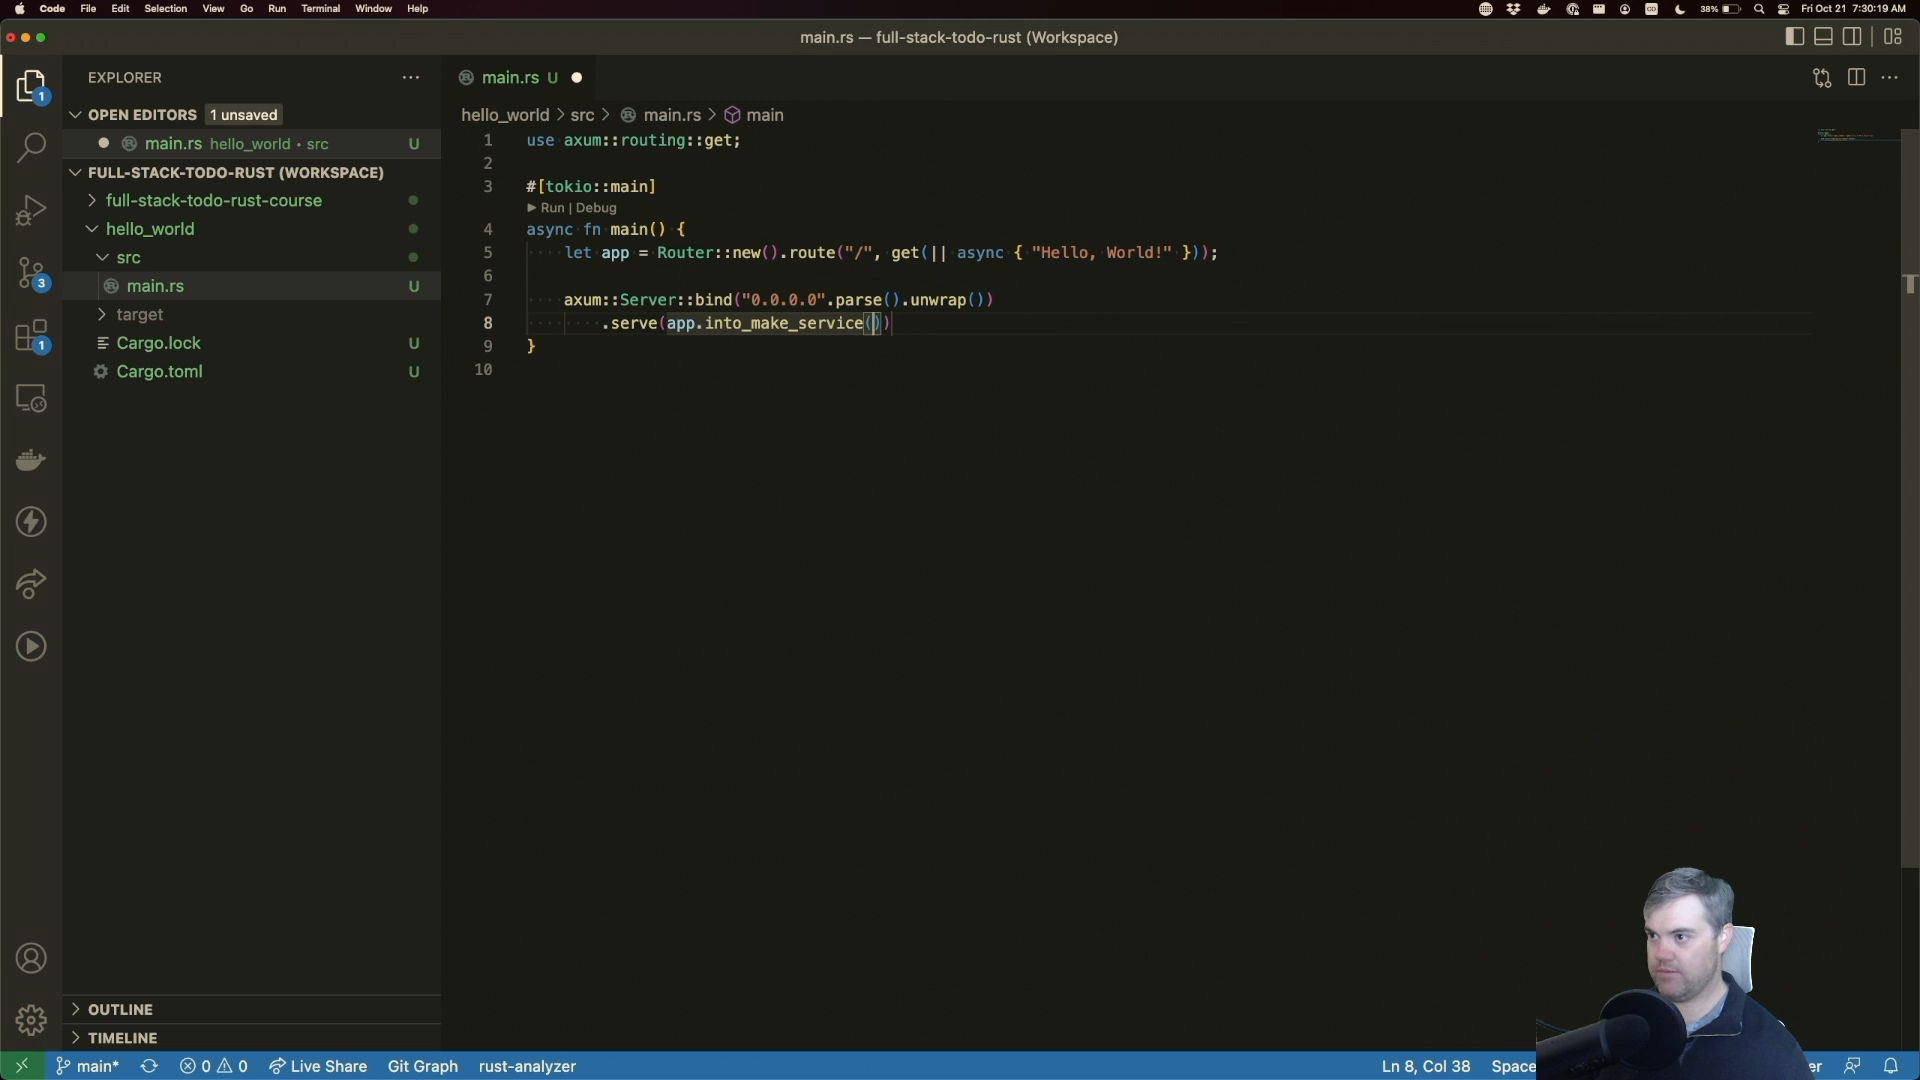 Code File Edit Selection View Go Run Terminal Window Help 38% Fri Oct 21 7:30:19 AM
main.rs — full-stack-todo-rust (Workspace)
EXPLORER
main.rs U
OPEN EDITORS 1 unsaved
hello_world > src > main.rs > main
main.rs hello_world • src U
FULL-STACK-TODO-RUST (WORKSPACE)
full-stack-todo-rust-course
hello_world
src
main.rs U
target
Cargo.lock U
Cargo.toml U
1 use axum::routing::get;
2
3 #[tokio::main]
Run | Debug
4 async fn main() {
5 let app = Router::new().route("/", get(|| async { "Hello, World!" }));
6
7 axum::Server::bind("0.0.0.0".parse().unwrap())
8 .serve(app.into_make_service())
9 }
10
1
3
1
OUTLINE
TIMELINE
main* 0 0 Live Share Git Graph rust-analyzer Ln 8, Col 38